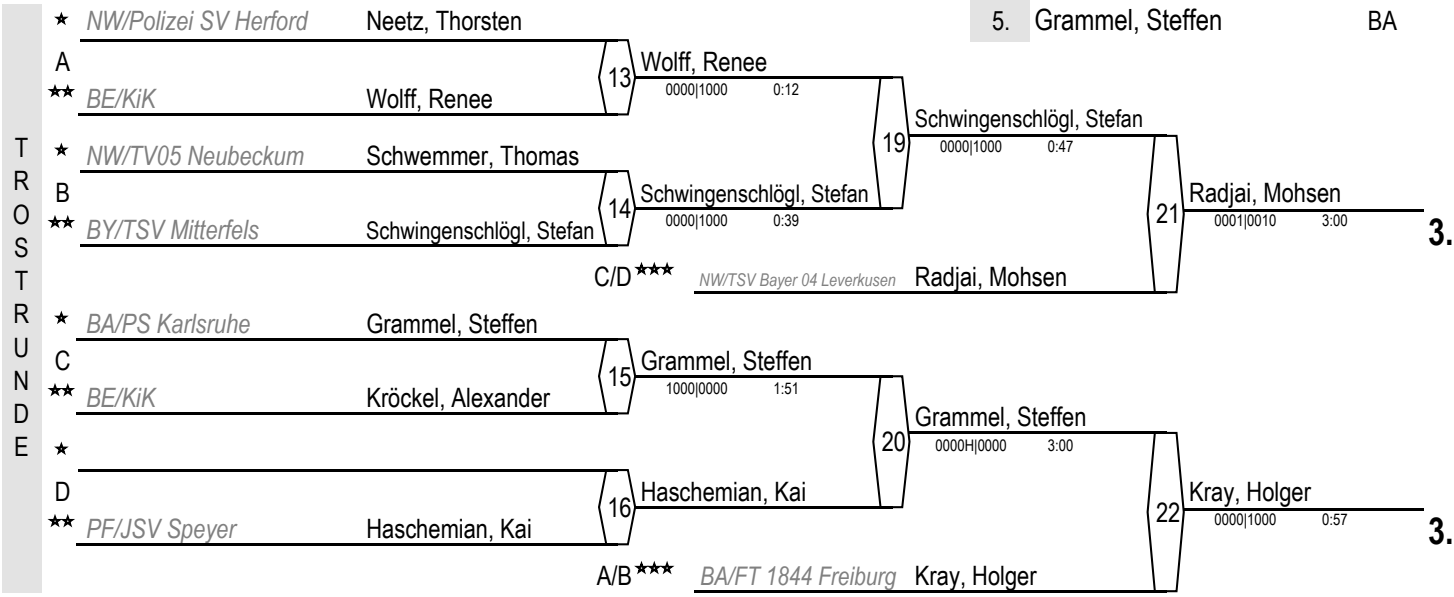 TROSTRUNDE
★ NW/Polizei SV Herford Neetz, Thorsten
5. Grammel, Steffen BA
A
13 Wolff, Renee
0000|1000 0:12
★★ BE/KiK Wolff, Renee
19 Schwingenschlögl, Stefan
0000|1000 0:47
★ NW/TV05 Neubeckum Schwemmer, Thomas
B
14 Schwingenschlögl, Stefan
0000|1000 0:39
21 Radjai, Mohsen
0001|0010 3:00
3.
★★ BY/TSV Mitterfels Schwingenschlögl, Stefan
C/D ★★★ NW/TSV Bayer 04 Leverkusen Radjai, Mohsen
★ BA/PS Karlsruhe Grammel, Steffen
C
15 Grammel, Steffen
1000|0000 1:51
★★ BE/KiK Kröckel, Alexander
20 Grammel, Steffen
0000H|0000 3:00
★
D
16 Haschemian, Kai
22 Kray, Holger
0000|1000 0:57
3.
★★ PF/JSV Speyer Haschemian, Kai
A/B ★★★ BA/FT 1844 Freiburg Kray, Holger